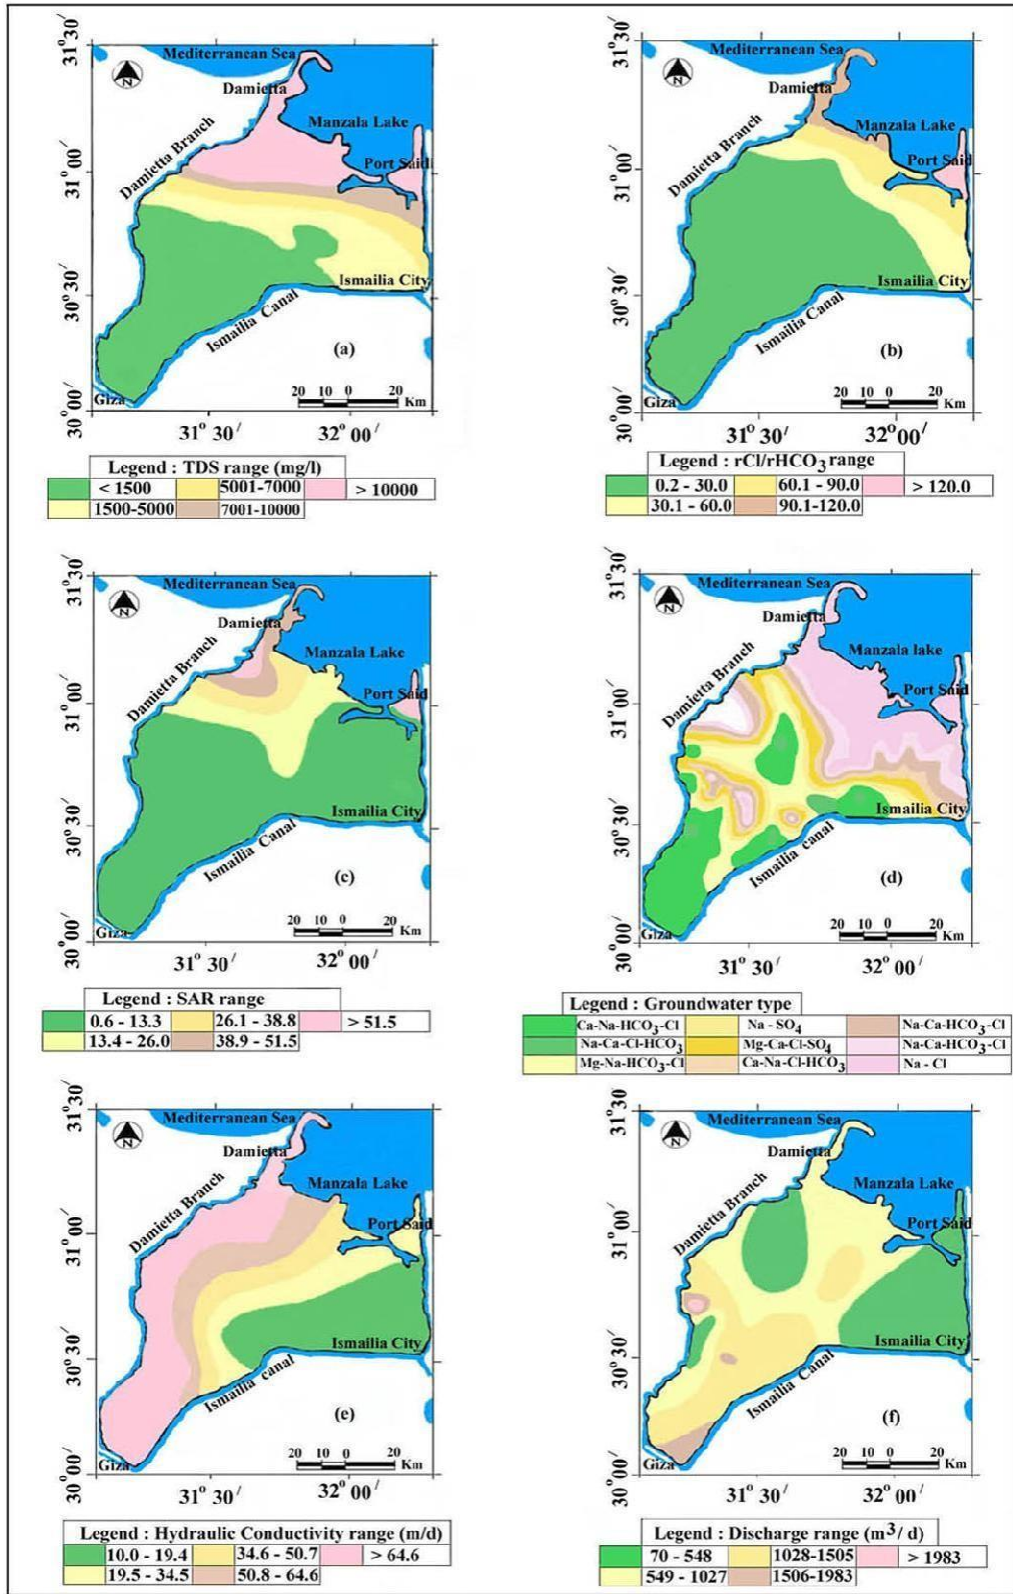 31° 30′
Mediterranean Sea
N
Damietta
Manzala Lake
Damietta Branch
Port Said
31° 00′
Ismailia City
30° 30′
Ismailia Canal
(a)
Giza
20 10 0 20
Km
30° 00′
31° 30′
32° 00′
Legend : TDS range (mg/l)
< 1500
5001-7000
> 10000
1500-5000
7001-10000
31° 30′
Mediterranean Sea
N
Damietta
Manzala Lake
Damietta Branch
Port Said
31° 00′
Ismailia City
30° 30′
Ismailia Canal
(b)
Giza
20 10 0 20
Km
30° 00′
31° 30′
32° 00′
Legend : rCl/rHCO3 range
0.2 - 30.0
60.1 - 90.0
> 120.0
30.1 - 60.0
90.1-120.0
31° 30′
Mediterranean Sea
N
Damietta
Manzala Lake
Damietta Branch
Port Said
31° 00′
Ismailia City
30° 30′
Ismailia Canal
(c)
Giza
20 10 0 20
Km
30° 00′
31° 30′
32° 00′
Legend : SAR range
0.6 - 13.3
26.1 - 38.8
> 51.5
13.4 - 26.0
38.9 - 51.5
31° 30′
Mediterranean Sea
N
Damietta
Manzala lake
Damietta Branch
Port Said
31° 00′
Ismailia City
30° 30′
Ismailia canal
(d)
Giza
20 10 0 20
Km
30° 00′
31° 30′
32° 00′
Legend : Groundwater type
Ca-Na-HCO3-Cl
Na - SO4
Na-Ca-HCO3-Cl
Na-Ca-Cl-HCO3
Mg-Ca-Cl-SO4
Na-Ca-HCO3-Cl
Mg-Na-HCO3-Cl
Ca-Na-Cl-HCO3
Na - Cl
31° 30′
Mediterranean Sea
N
Damietta
Manzala Lake
Damietta Branch
Port Said
31° 00′
Ismailia City
30° 30′
Ismailia canal
(e)
Giza
20 10 0 20
Km
30° 00′
31° 30′
32° 00′
Legend : Hydraulic Conductivity range (m/d)
10.0 - 19.4
34.6 - 50.7
> 64.6
19.5 - 34.5
50.8 - 64.6
31° 30′
Mediterranean Sea
N
Damietta
Manzala Lake
Damietta Branch
Port Said
31° 00′
Ismailia City
30° 30′
Ismailia Canal
(f)
Giza
20 10 0 20
Km
30° 00′
31° 30′
32° 00′
Legend : Discharge range (m3/ d)
70 - 548
1028-1505
> 1983
549 - 1027
1506-1983